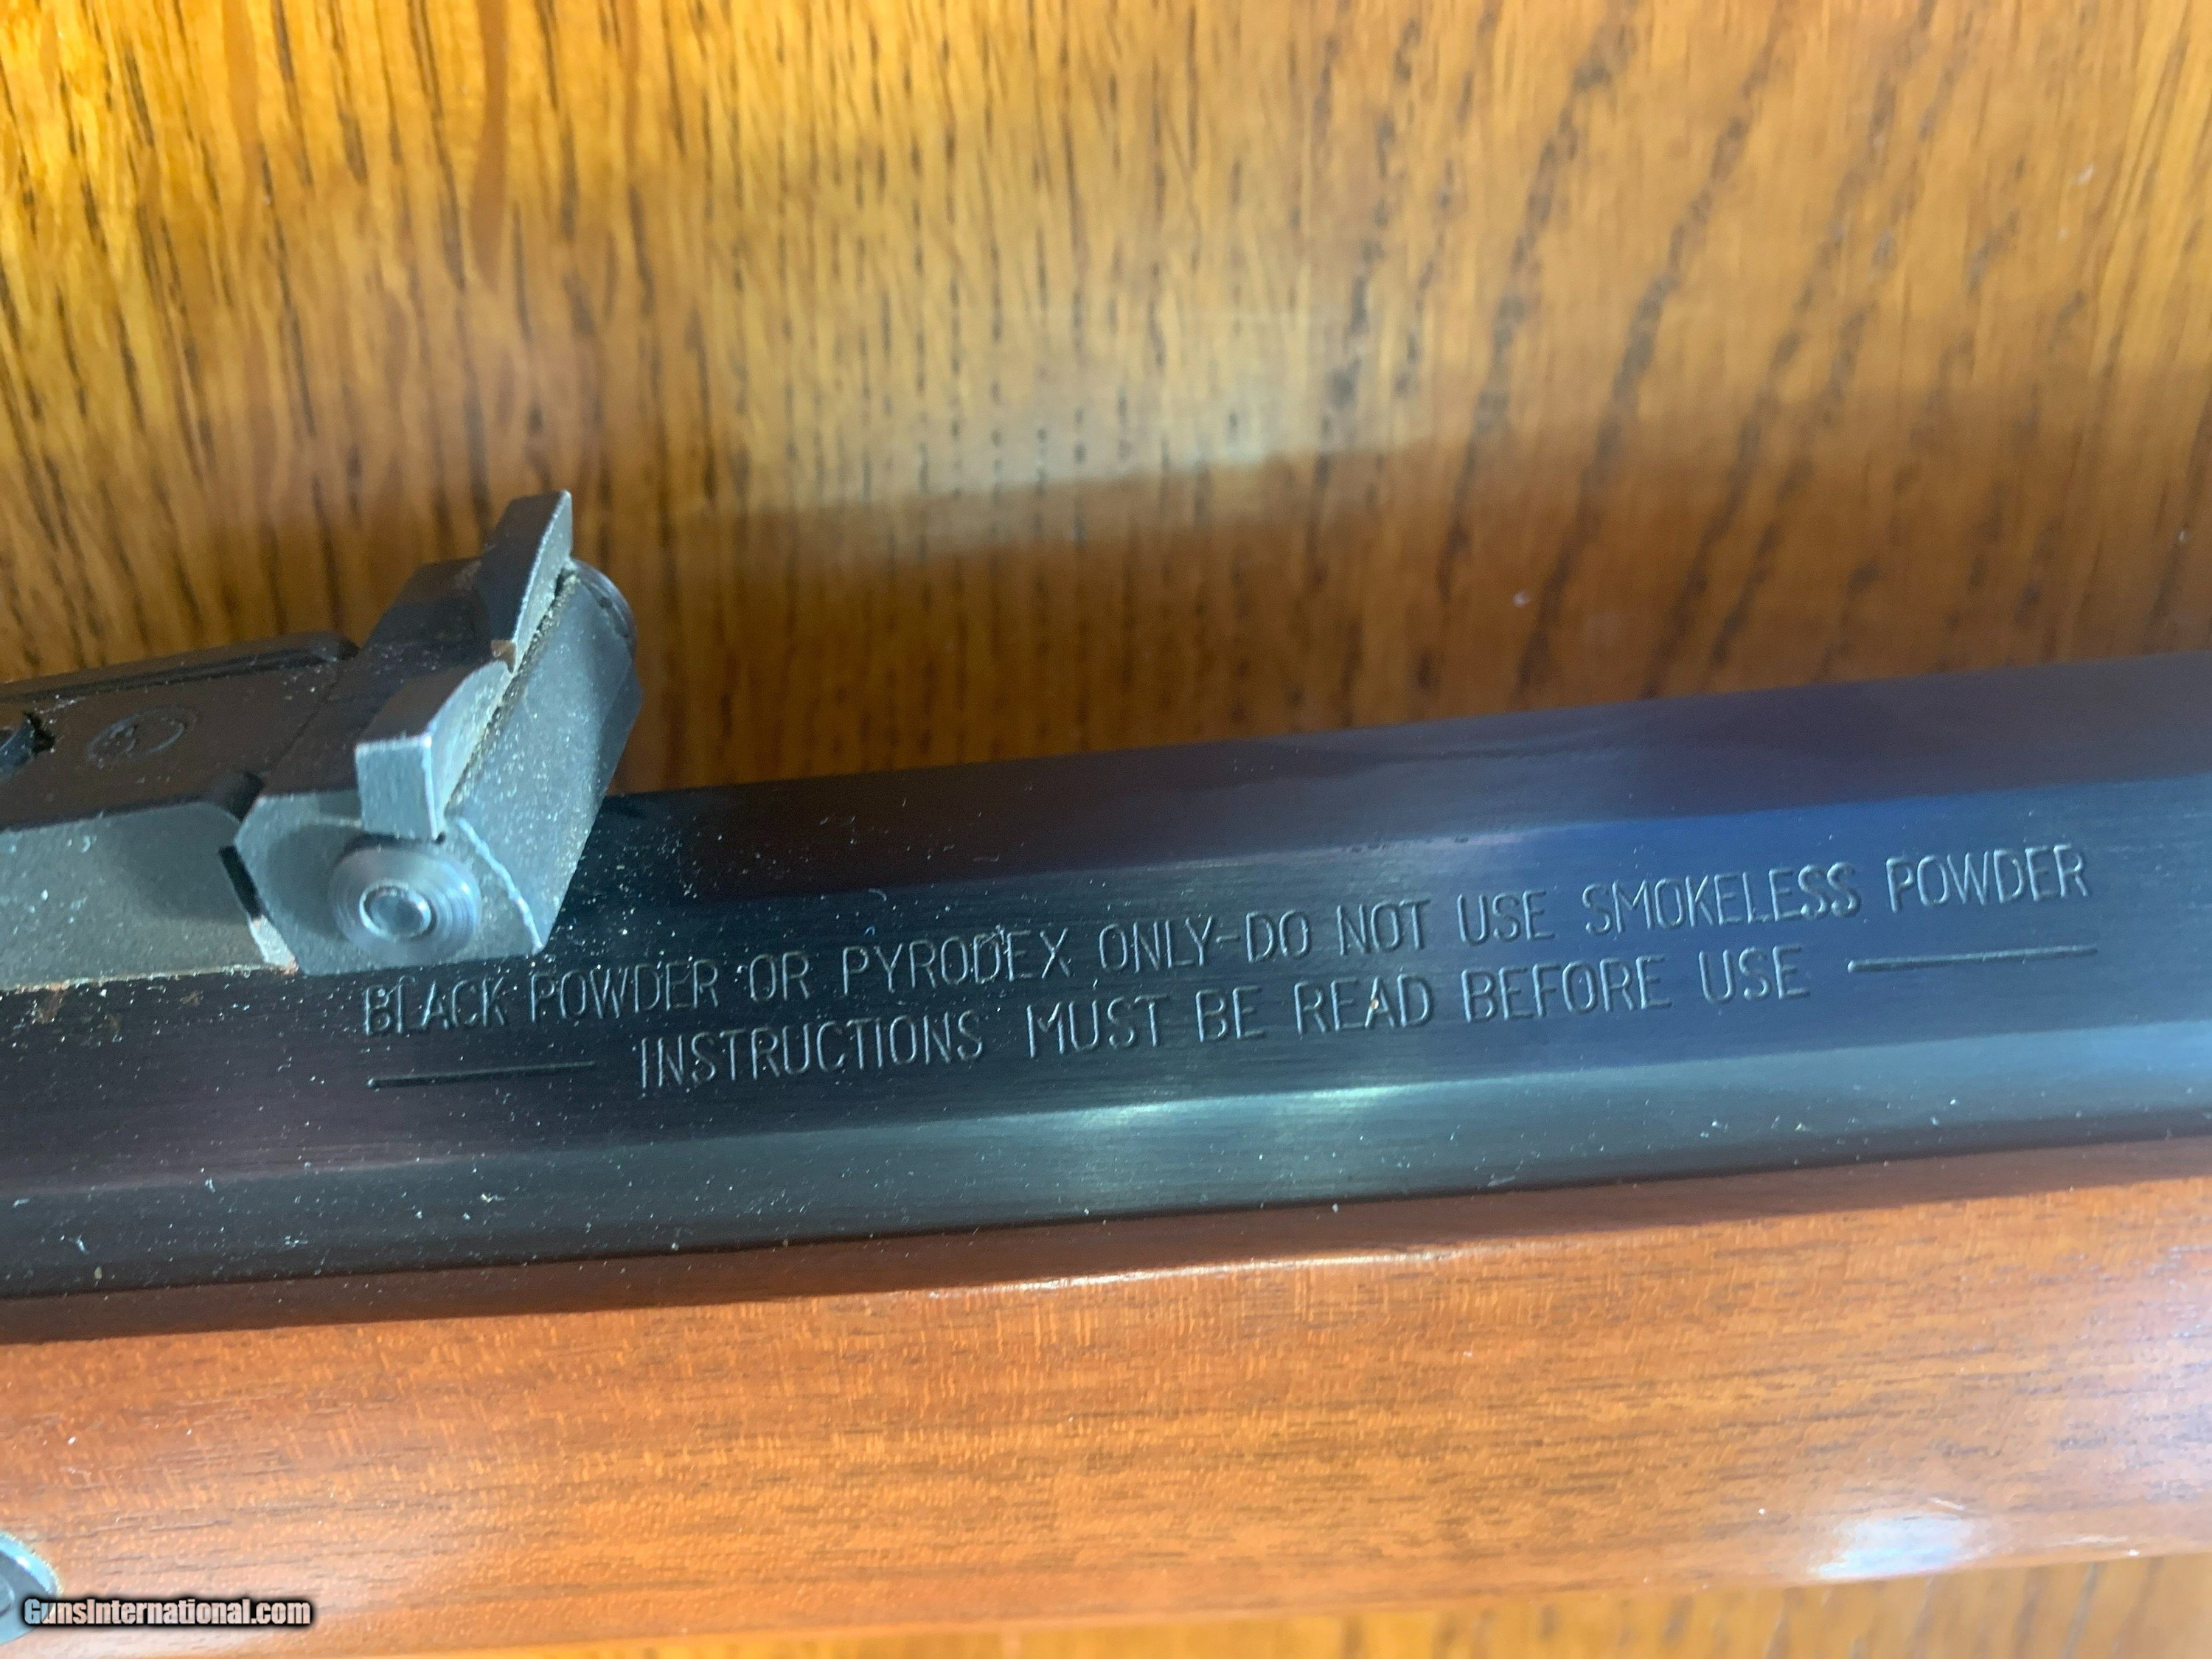 BLACK POWDER OR PYRODEX ONLY-DO NOT USE SMOKELESS POWDER
INSTRUCTIONS MUST BE READ BEFORE USE
GunsInternational.com